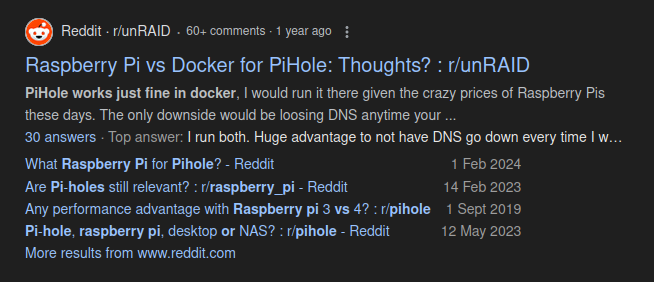 Reddit · r/unRAID · 60+ comments · 1 year ago
Raspberry Pi vs Docker for PiHole: Thoughts? : r/unRAID
PiHole works just fine in docker, I would run it there given the crazy prices of Raspberry Pis
these days. The only downside would be loosing DNS anytime your ...
30 answers · Top answer: I run both. Huge advantage to not have DNS go down every time I w…
What Raspberry Pi for Pihole? - Reddit 1 Feb 2024
Are Pi-holes still relevant? : r/raspberry_pi - Reddit 14 Feb 2023
Any performance advantage with Raspberry pi 3 vs 4? : r/pihole 1 Sept 2019
Pi-hole, raspberry pi, desktop or NAS? : r/pihole - Reddit 12 May 2023
More results from www.reddit.com